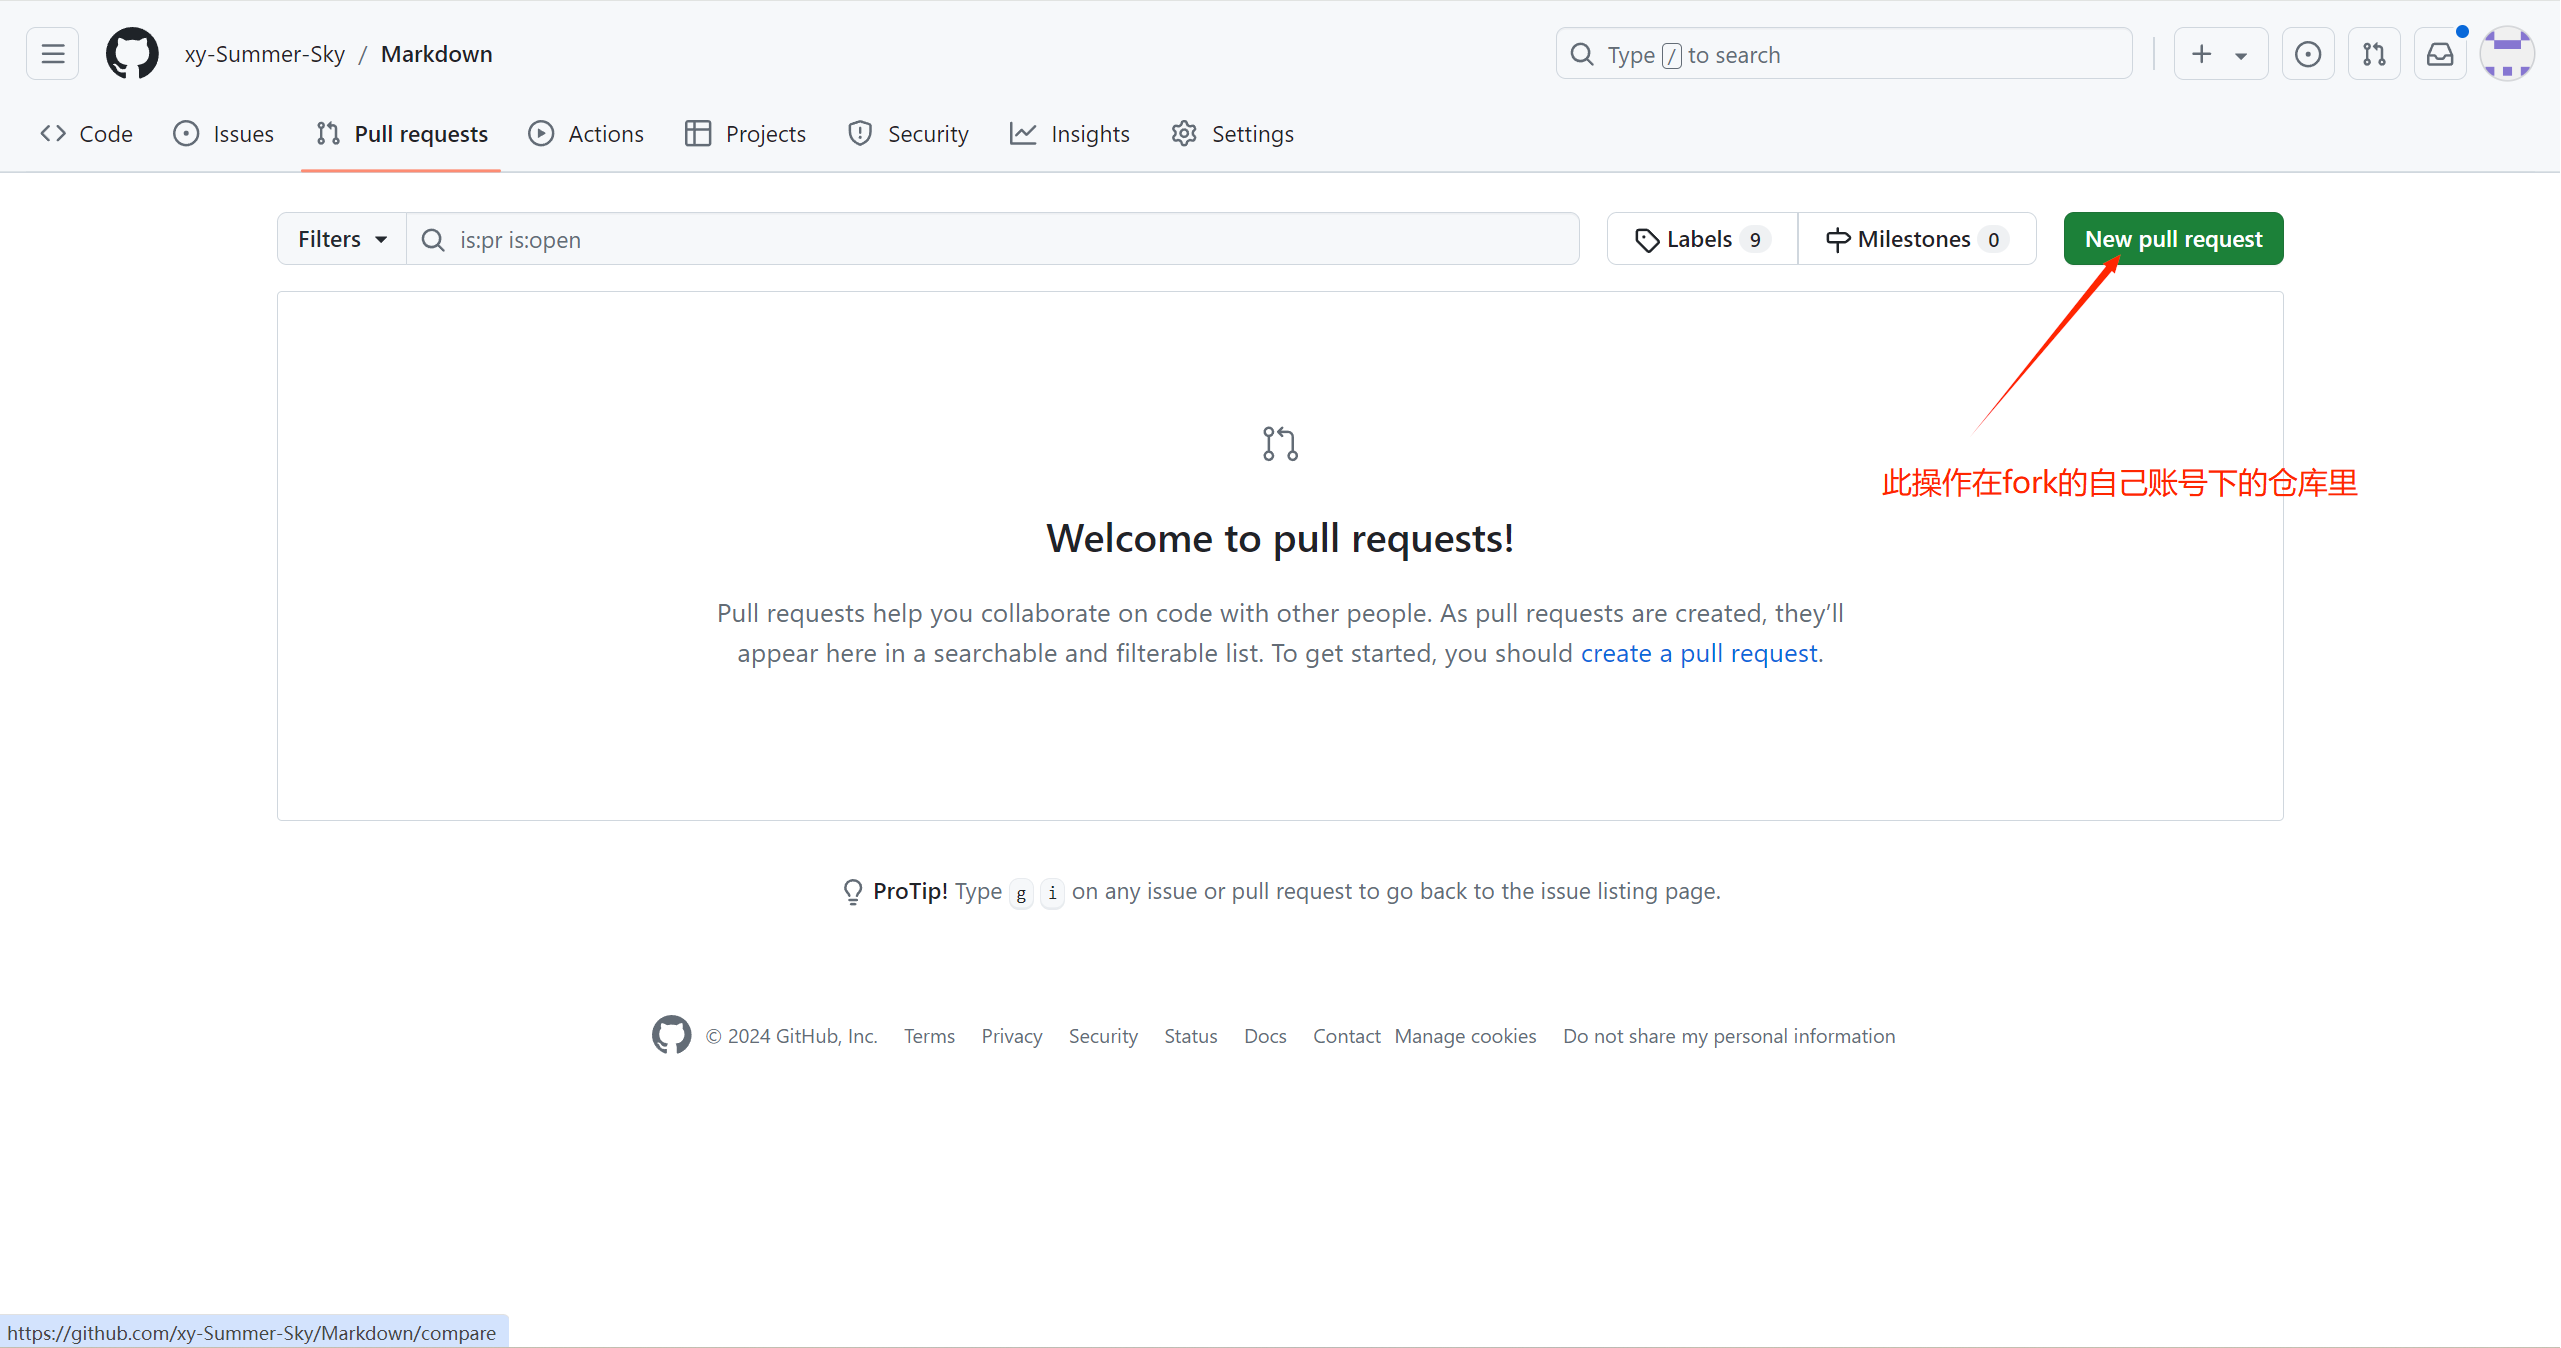 xy-Summer-Sky / Markdown
Type / to search
Code Issues Pull requests Actions Projects Security Insights Settings
Filters is:pr is:open Labels 9 Milestones 0 New pull request
此操作在fork的自己账号下的仓库里
Welcome to pull requests!
Pull requests help you collaborate on code with other people. As pull requests are created, they’ll
appear here in a searchable and filterable list. To get started, you should create a pull request.
ProTip! Type g i on any issue or pull request to go back to the issue listing page.
© 2024 GitHub, Inc. Terms Privacy Security Status Docs Contact Manage cookies Do not share my personal information
https://github.com/xy-Summer-Sky/Markdown/compare